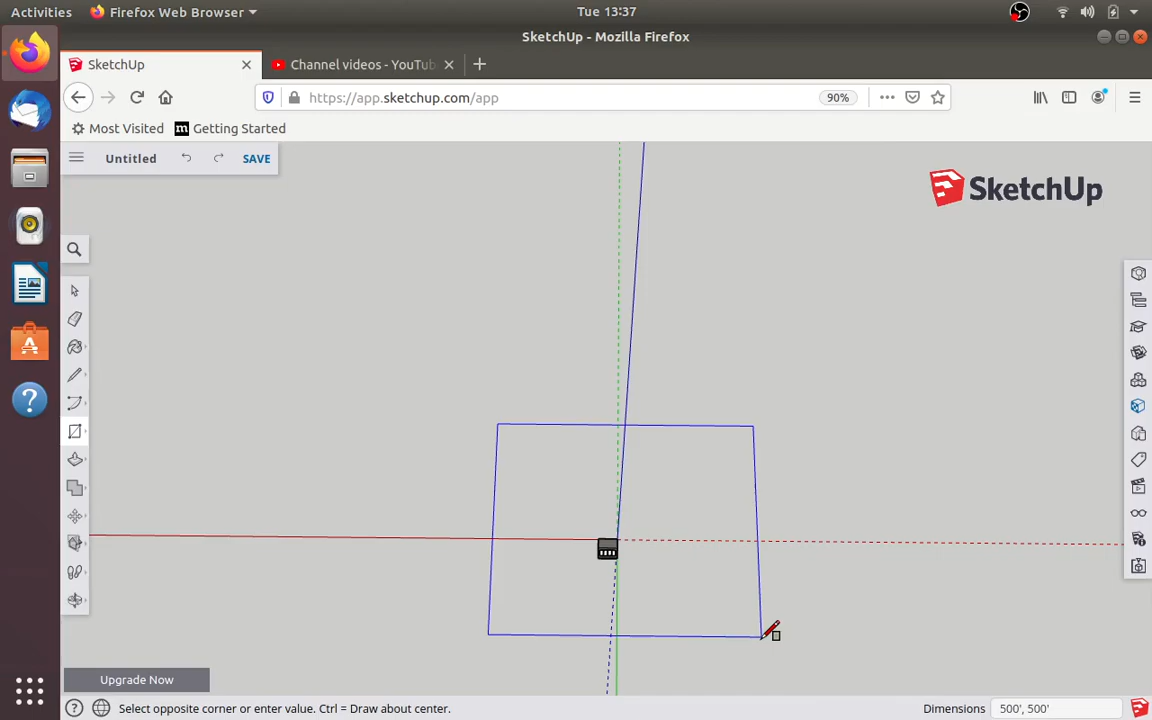 Activities
Firefox Web Browser
Tue 13:37
SketchUp - Mozilla Firefox
SketchUp
Channel videos - YouTub
https://app.sketchup.com/app
90%
Most Visited
m Getting Started
Untitled
SAVE
SketchUp
Upgrade Now
Select opposite corner or enter value. Ctrl = Draw about center.
Dimensions
500', 500'